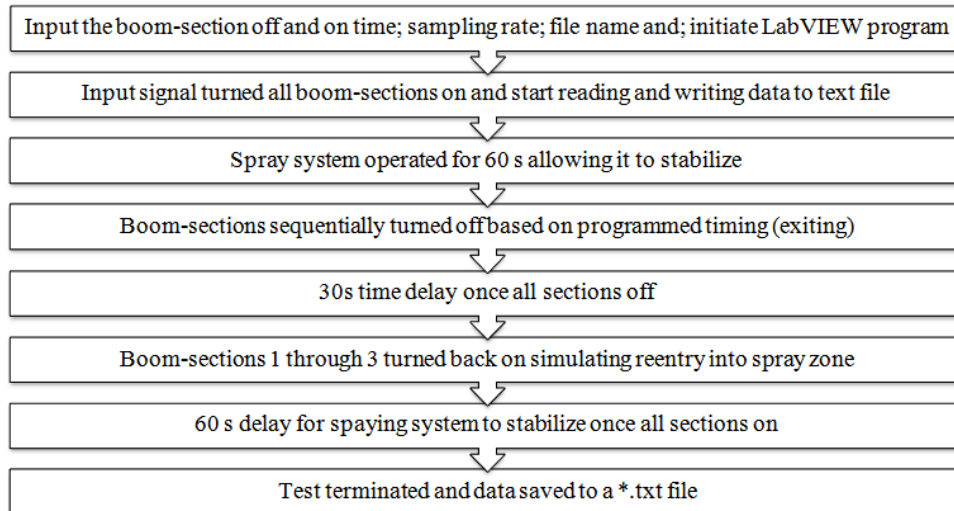 Input the boom-section off and on time; sampling rate; file name and; initiate LabVIEW program
Input signal turned all boom-sections on and start reading and writing data to text file
Spray system operated for 60 s allowing it to stabilize
Boom-sections sequentially turned off based on programmed timing (exiting)
30s time delay once all sections off
Boom-sections 1 through 3 turned back on simulating reentry into spray zone
60 s delay for spaying system to stabilize once all sections on
Test terminated and data saved to a *.txt file